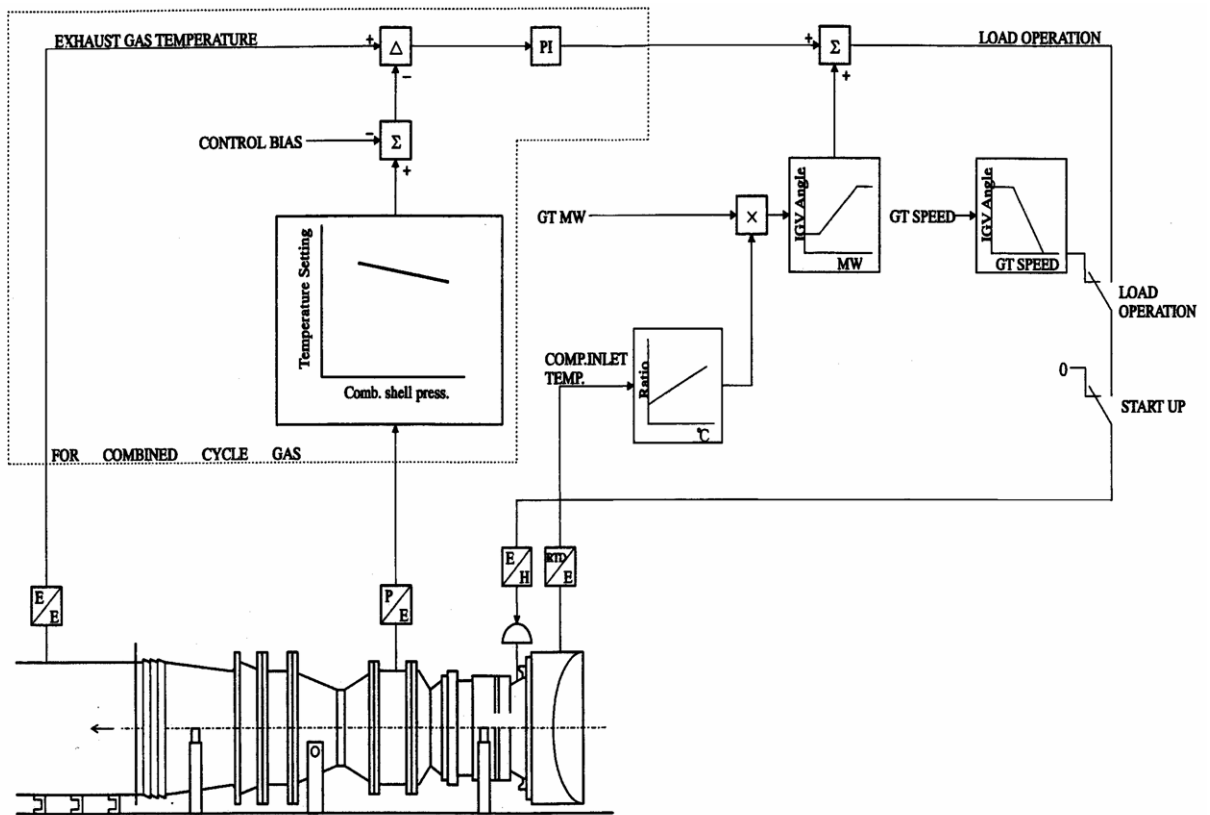 EXHAUST GAS TEMPERATURE
+
Δ
−
PI
+
Σ
+
LOAD OPERATION
CONTROL BIAS
−
Σ
+
GT MW
×
IGV Angle
MW
GT SPEED
IGV Angle
GT SPEED
LOAD
OPERATION
Temperature Setting
Comb. shell press.
COMP.INLET
TEMP.
Ratio
℃
0
START UP
FOR COMBINED CYCLE GAS
E
E
P
E
E
H
RTD
E